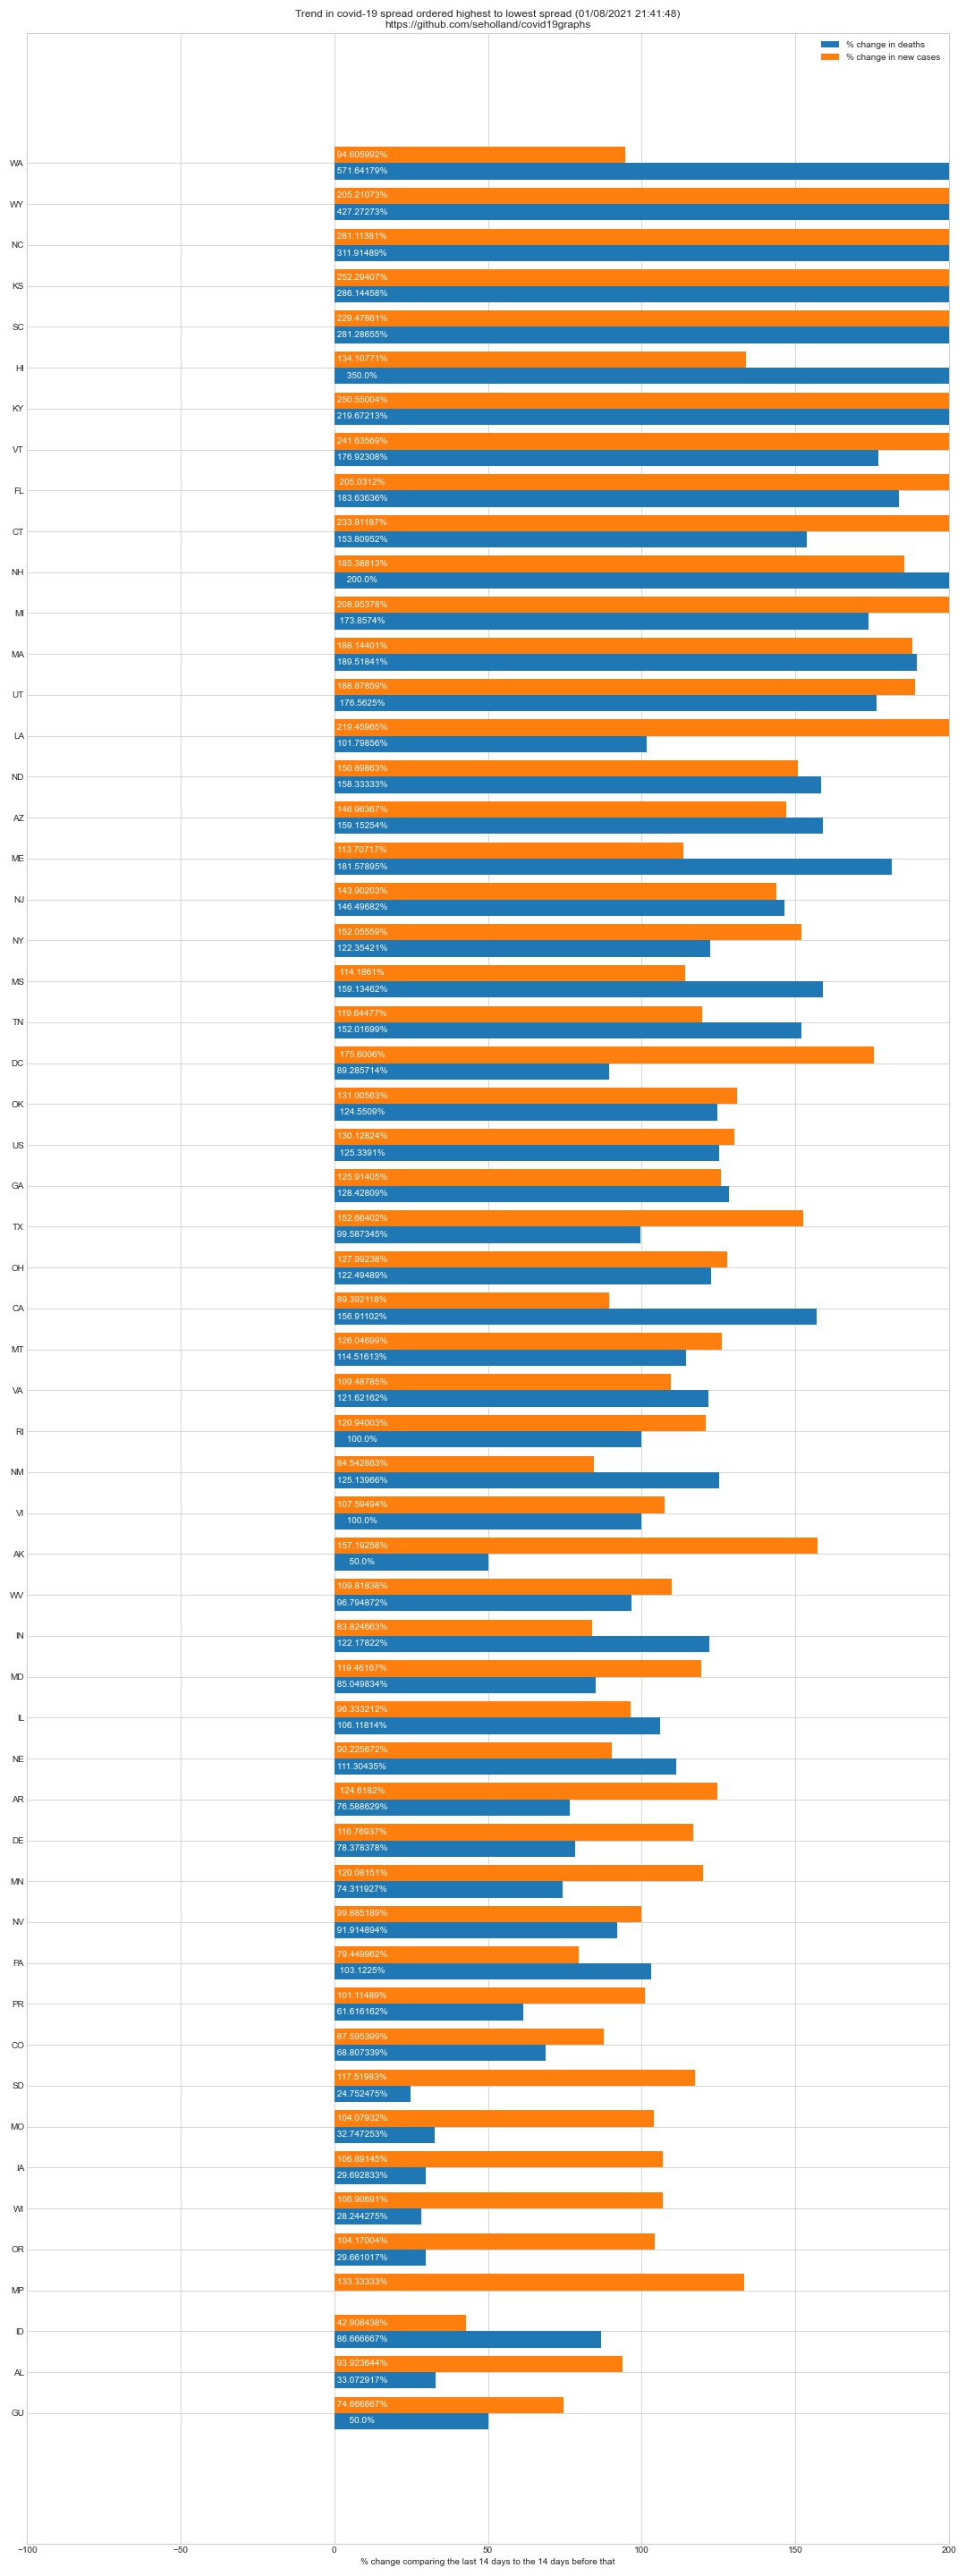 Trend in covid-19 spread ordered highest to lowest spread (01/08/2021 21:41:48)
https://github.com/seholland/covid19graphs
% change in deaths
% change in new cases
94.605992%
WA
571.64179%
205.21073%
WY
427.27273%
281.11381%
NC
311.91489%
252.29407%
KS
286.14458%
229.47861%
SC
281.28655%
134.10771%
HI
350.0%
250.55004%
KY
219.67213%
241.63569%
VT
176.92308%
205.0312%
FL
183.63636%
233.81187%
CT
153.80952%
185.38813%
NH
200.0%
208.95378%
MI
173.8574%
188.14401%
MA
189.51841%
188.87859%
UT
176.5625%
219.45965%
LA
101.79856%
150.89863%
ND
158.33333%
146.96367%
AZ
159.15254%
113.70717%
ME
181.57895%
143.90203%
NJ
146.49682%
152.05559%
NY
122.35421%
114.1861%
MS
159.13462%
119.64477%
TN
152.01699%
175.6006%
DC
89.285714%
131.00563%
OK
124.5509%
130.12824%
US
125.3391%
125.91405%
GA
128.42809%
152.66402%
TX
99.587345%
127.99238%
OH
122.49489%
89.392118%
CA
156.91102%
126.04699%
MT
114.51613%
109.48785%
VA
121.62162%
120.94003%
RI
100.0%
84.542863%
NM
125.13966%
107.59494%
VI
100.0%
157.19258%
AK
50.0%
109.81838%
WV
96.794872%
83.824663%
IN
122.17822%
119.46167%
MD
85.049834%
96.333212%
IL
106.11814%
90.225672%
NE
111.30435%
124.6182%
AR
76.588629%
116.76937%
DE
78.378378%
120.08151%
MN
74.311927%
99.885189%
NV
91.914894%
79.449962%
PA
103.1225%
101.11489%
PR
61.616162%
87.595399%
CO
68.807339%
117.51983%
SD
24.752475%
104.07932%
MO
32.747253%
106.89145%
IA
29.692833%
106.90691%
WI
28.244275%
104.17004%
OR
29.661017%
133.33333%
MP
42.908438%
ID
86.666667%
93.923644%
AL
33.072917%
74.666667%
GU
50.0%
−100 −50 0 50 100 150 200
% change comparing the last 14 days to the 14 days before that